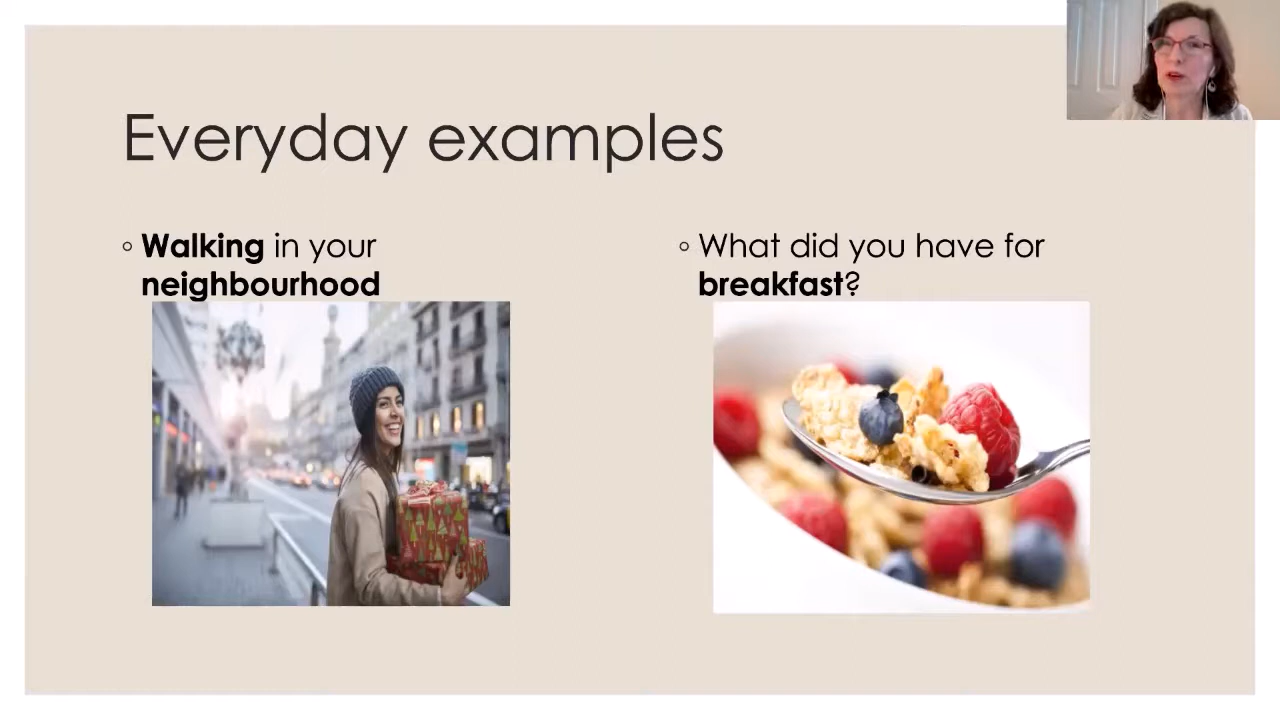 Everyday examples
◦ Walking in your
neighbourhood
◦ What did you have for
breakfast?